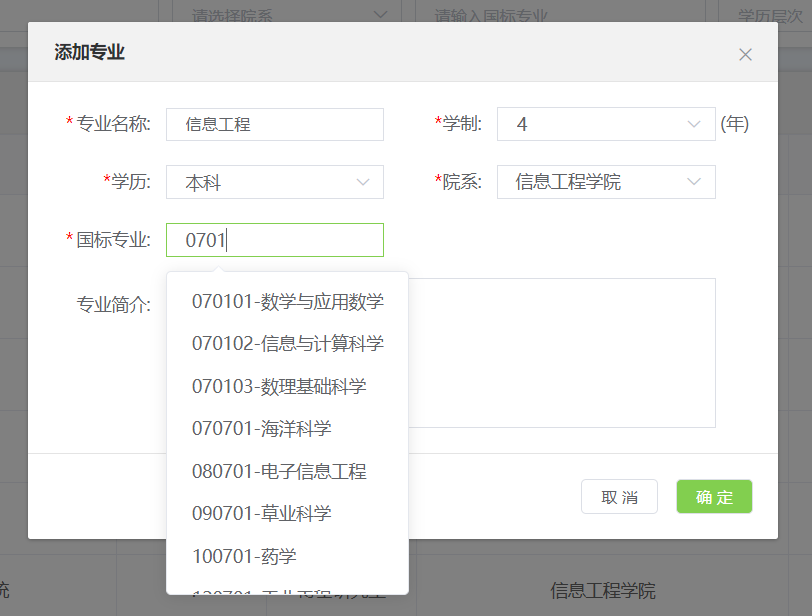 请选择院系
请输入国标专业
学历层次
添加专业
*专业名称: 信息工程
*学制: 4 (年)
*学历: 本科
*院系: 信息工程学院
*国标专业: 0701
专业简介:
070101-数学与应用数学
070102-信息与计算科学
070103-数理基础科学
070701-海洋科学
080701-电子信息工程
090701-草业科学
100701-药学
取 消
确 定
统
信息工程学院